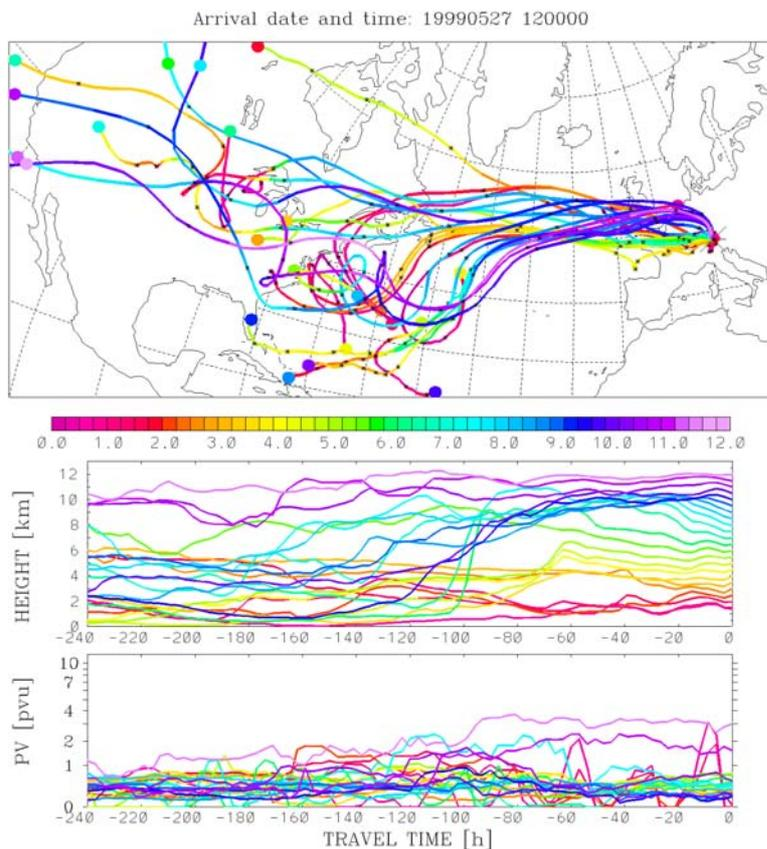 Arrival date and time: 19990527 120000
0.0 1.0 2.0 3.0 4.0 5.0 6.0 7.0 8.0 9.0 10.0 11.0 12.0
12
10
8
6
4
2
0
HEIGHT [km]
-240 -220 -200 -180 -160 -140 -120 -100 -80 -60 -40 -20 0
10
7
4
2
1
0
PV [pvu]
-240 -220 -200 -180 -160 -140 -120 -100 -80 -60 -40 -20 0
TRAVEL TIME [h]